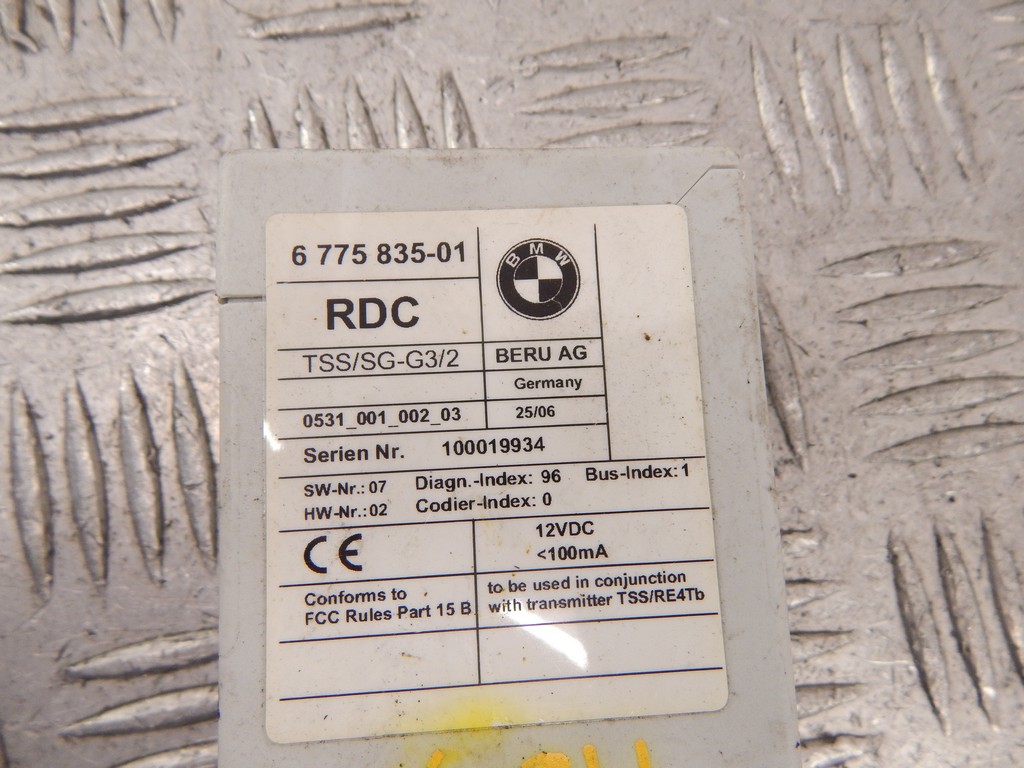 6 775 835-01
BMW
RDC
TSS/SG-G3/2
BERU AG
Germany
0531_001_002_03
25/06
Serien Nr. 100019934
SW-Nr.: 07 Diagn.-Index: 96 Bus-Index: 1
HW-Nr.: 02 Codier-Index: 0
CE
12VDC
<100mA
Conforms to
FCC Rules Part 15 B
to be used in conjunction
with transmitter TSS/RE4Tb